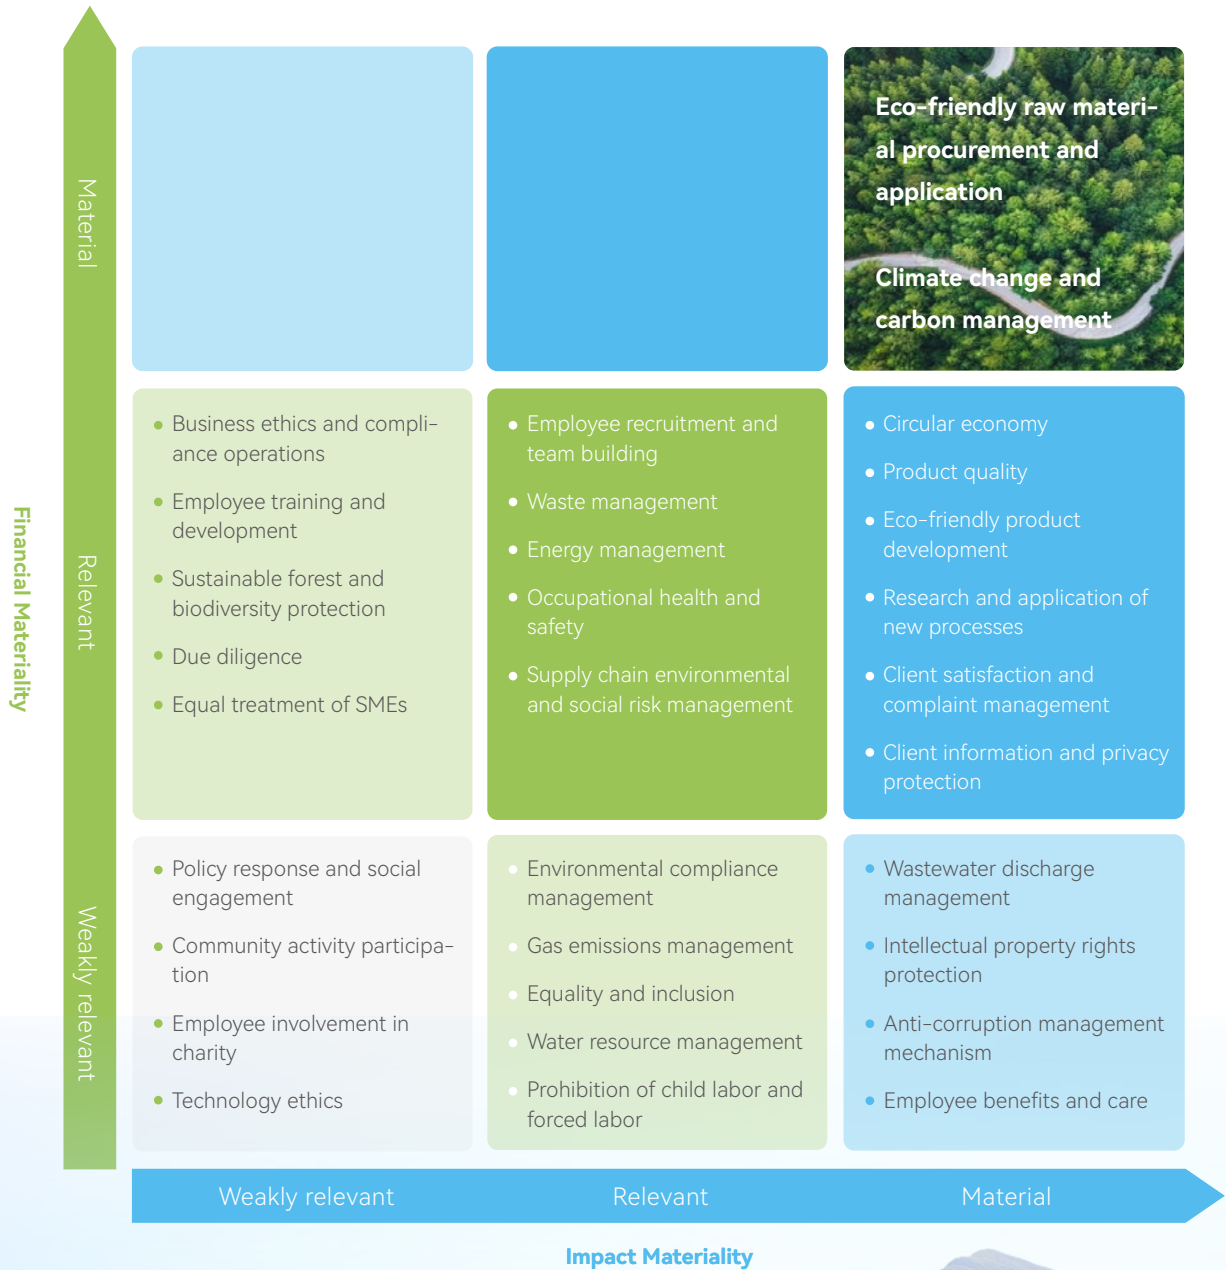 Financial Materiality
Material
Relevant
Weakly relevant
Eco-friendly raw materi-
al procurement and
application
Climate change and
carbon management
Business ethics and compli-
ance operations
Employee training and
development
Sustainable forest and
biodiversity protection
Due diligence
Equal treatment of SMEs
Employee recruitment and
team building
Waste management
Energy management
Occupational health and
safety
Supply chain environmental
and social risk management
Circular economy
Product quality
Eco-friendly product
development
Research and application of
new processes
Client satisfaction and
complaint management
Client information and privacy
protection
Policy response and social
engagement
Community activity participa-
tion
Employee involvement in
charity
Technology ethics
Environmental compliance
management
Gas emissions management
Equality and inclusion
Water resource management
Prohibition of child labor and
forced labor
Wastewater discharge
management
Intellectual property rights
protection
Anti-corruption management
mechanism
Employee benefits and care
Weakly relevant
Relevant
Material
Impact Materiality